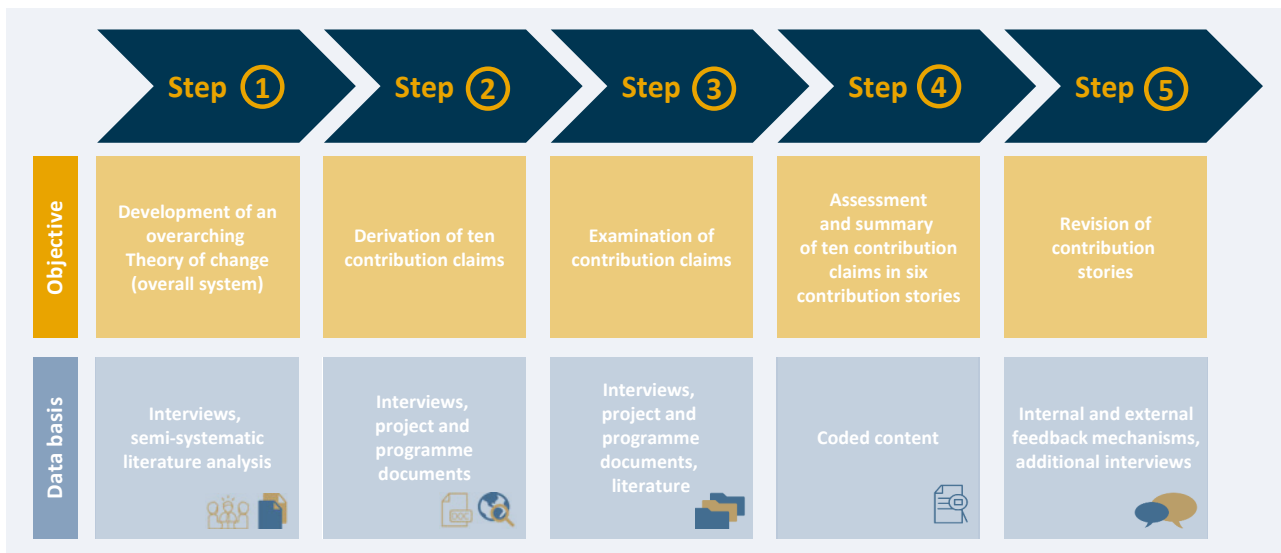 Step 1
Step 2
Step 3
Step 4
Step 5
Objective
Development of an
overarching
Theory of change
(overall system)
Derivation of ten
contribution claims
Examination of
contribution claims
Assessment
and summary
of ten contribution
claims in six
contribution stories
Revision of
contribution
stories
Data basis
Interviews,
semi-systematic
literature analysis
Interviews,
project and
programme
documents
DOC
Interviews,
project and
programme
documents,
literature
Coded content
Internal and external
feedback mechanisms,
additional interviews